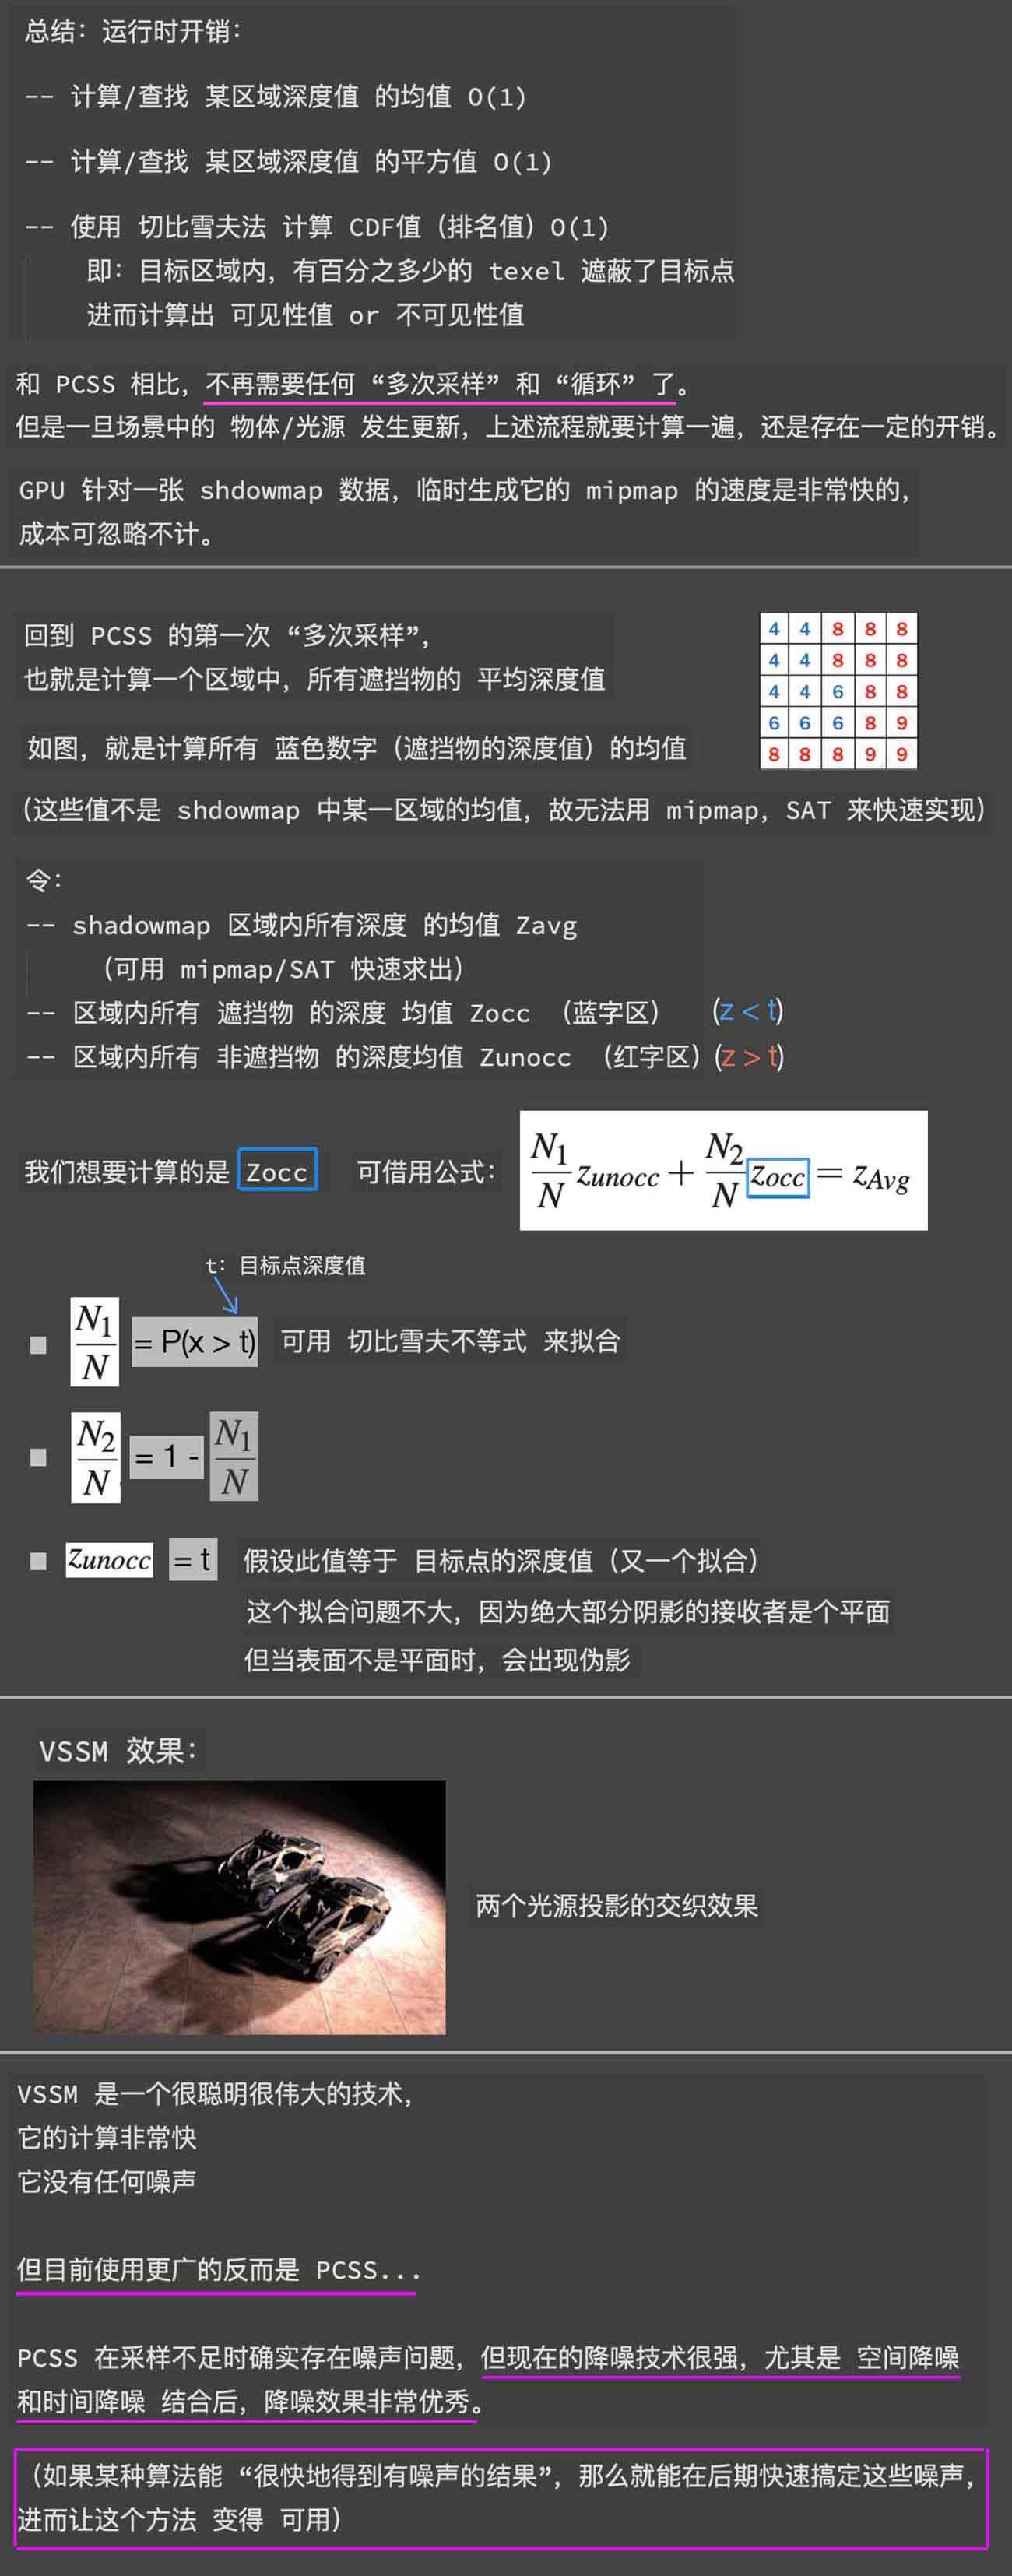 总结：运行时开销：
-- 计算/查找 某区域深度值 的均值 O(1)
-- 计算/查找 某区域深度值 的平方值 O(1)
-- 使用 切比雪夫法 计算 CDF值（排名值）O(1)
即：目标区域内，有百分之多少的 texel 遮蔽了目标点
进而计算出 可见性值 or 不可见性值
和 PCSS 相比，不再需要任何 “多次采样” 和 “循环” 了。
但是一旦场景中的 物体/光源 发生更新，上述流程就要计算一遍，还是存在一定的开销。
GPU 针对一张 shdowmap 数据，临时生成它的 mipmap 的速度是非常快的，
成本可忽略不计。
回到 PCSS 的第一次 “多次采样”，
也就是计算一个区域中，所有遮挡物的 平均深度值
如图，就是计算所有 蓝色数字（遮挡物的深度值）的均值
4 4 8 8 8
4 4 8 8 8
4 4 6 8 8
6 6 6 8 9
8 8 8 9 9
（这些值不是 shdowmap 中某一区域的均值，故无法用 mipmap，SAT 来快速实现）
令：
-- shadowmap 区域内所有深度 的均值 Zavg
（可用 mipmap/SAT 快速求出）
-- 区域内所有 遮挡物 的深度 均值 Zocc （蓝字区） (z < t)
-- 区域内所有 非遮挡物 的深度均值 Zunocc （红字区）(z > t)
我们想要计算的是 Zocc 可借用公式： N1/N zunocc + N2/N zocc = zAvg
t：目标点深度值
N1/N = P(x > t) 可用 切比雪夫不等式 来拟合
N2/N = 1 - N1/N
zunocc = t 假设此值等于 目标点的深度值（又一个拟合）
这个拟合问题不大，因为绝大部分阴影的接收者是个平面
但当表面不是平面时，会出现伪影
VSSM 效果：
两个光源投影的交织效果
VSSM 是一个很聪明很伟大的技术，
它的计算非常快
它没有任何噪声
但目前使用更广的反而是 PCSS...
PCSS 在采样不足时确实存在噪声问题，但现在的降噪技术很强，尤其是 空间降噪
和时间降噪 结合后，降噪效果非常优秀。
（如果某种算法能 “很快地得到有噪声的结果”，那么就能在后期快速搞定这些噪声，
进而让这个方法 变得 可用）